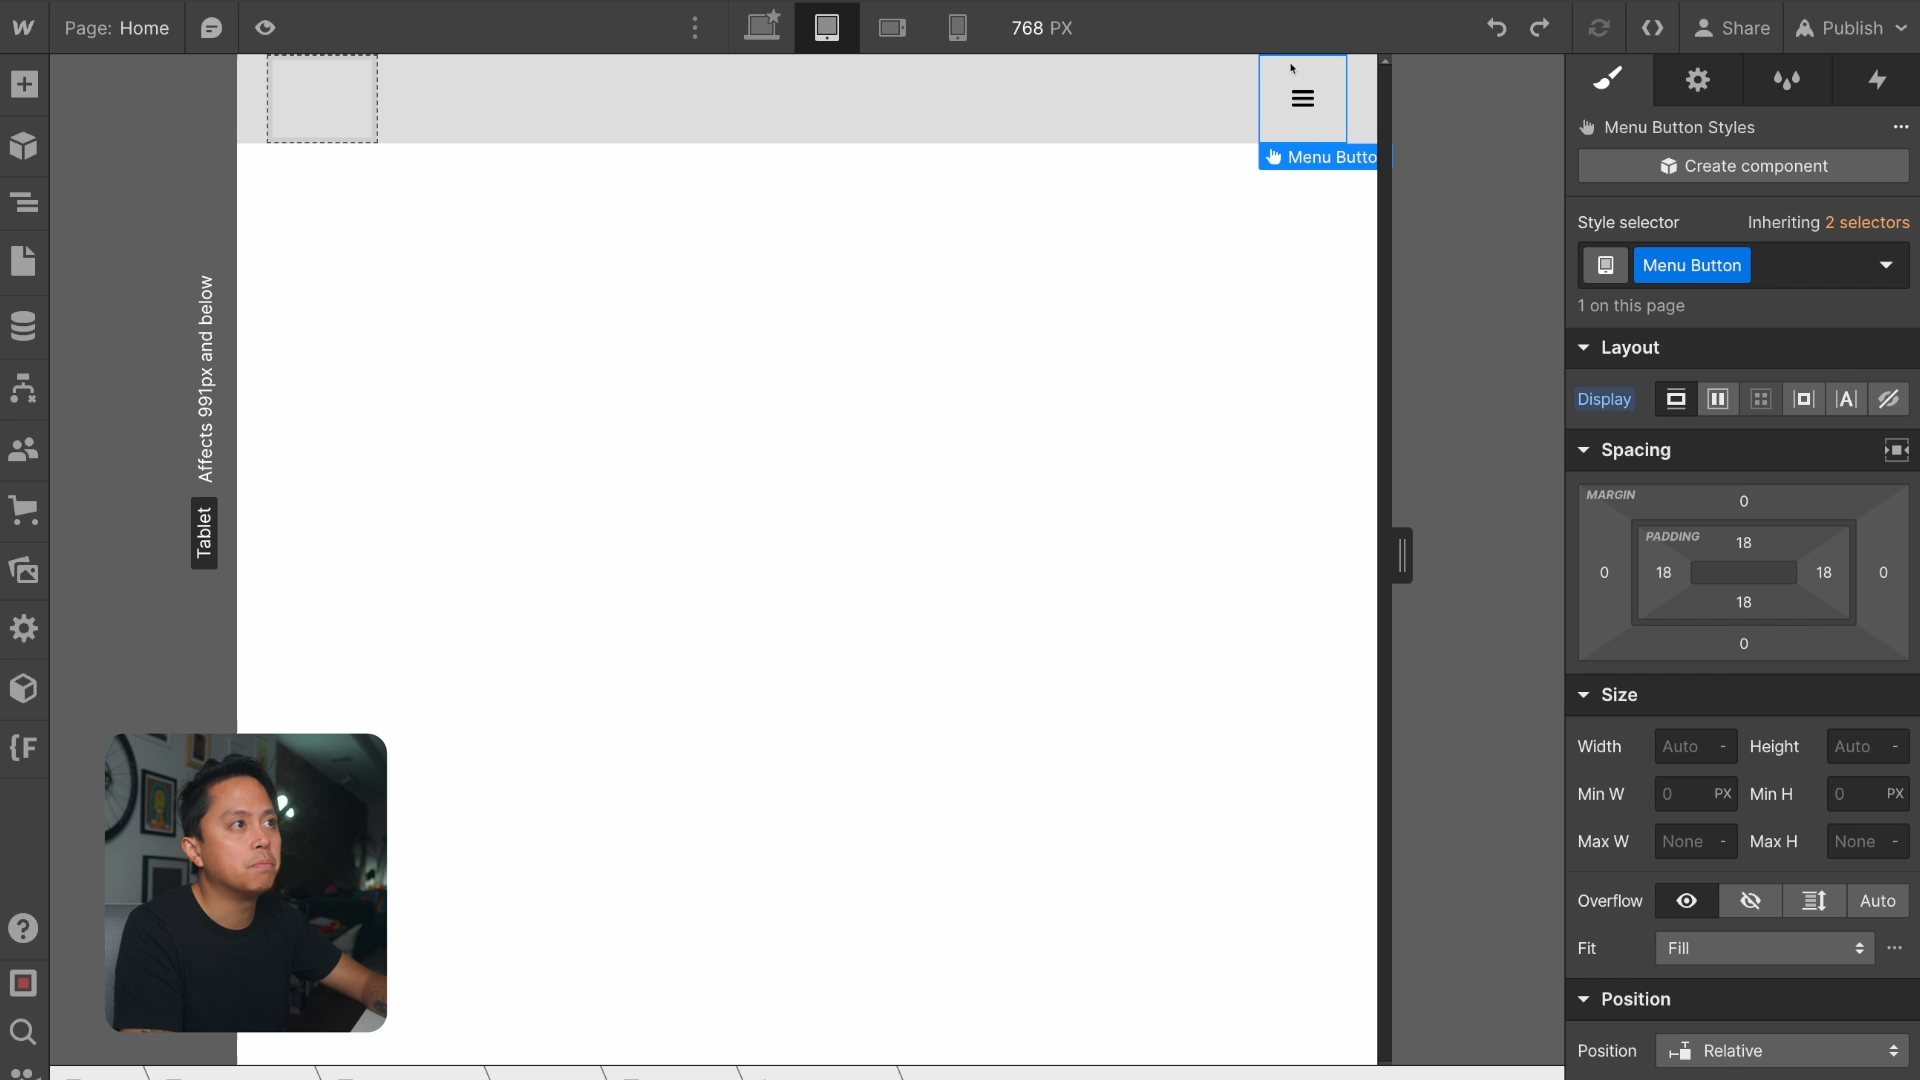 Page: Home
768 PX
Share
Publish
Menu Butto
Affects 991px and below
Tablet
Menu Button Styles
Create component
Style selector
Inheriting 2 selectors
Menu Button
1 on this page
Layout
Display
A
Spacing
MARGIN
0
PADDING
18
0
18
18
0
18
0
Size
Width
Auto -
Height
Auto -
Min W
0 PX
Min H
0 PX
Max W
None -
Max H
None -
Overflow
Auto
Fit
Fill
Position
Position
Relative